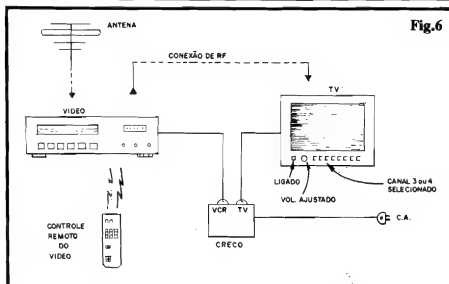 Fig.6
ANTENA
CONEXÃO DE RF
TV
VIDEO
LIGADO
VOL. AJUSTADO
CANAL 3 ou 4
SELECIONADO
CONTROLE
REMOTO
DO
VIDEO
VCR TV
CRECO
C.A.